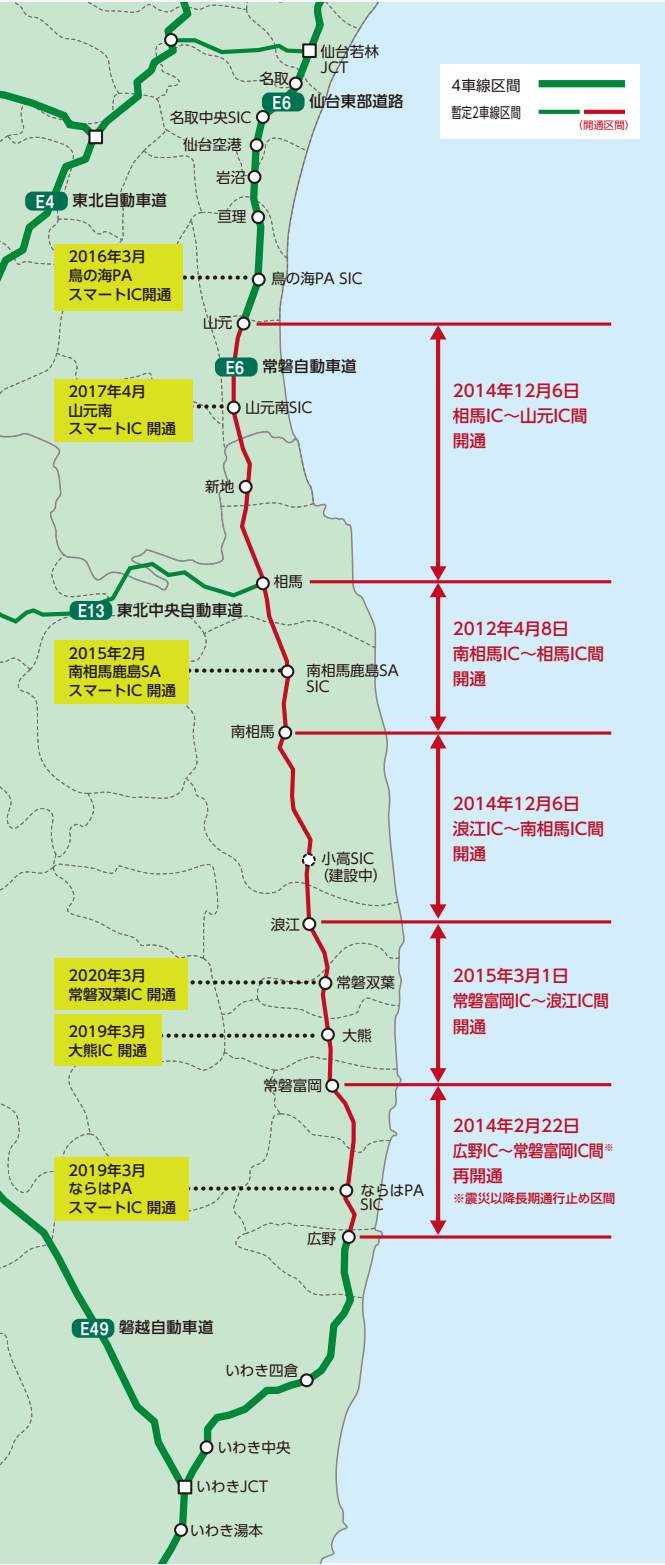 仙台若林
JCT
名取
E6 仙台東部道路
名取中央SIC
仙台空港
岩沼
E4 東北自動車道
亘理
4車線区間
暫定2車線区間
(開通区間)
2016年3月
鳥の海PA
スマートIC開通
鳥の海PA SIC
山元
E6 常磐自動車道
2017年4月
山元南
スマートIC 開通
山元南SIC
2014年12月6日
相馬IC～山元IC間
開通
新地
相馬
E13 東北中央自動車道
2015年2月
南相馬鹿島SA
スマートIC 開通
南相馬鹿島SA
SIC
2012年4月8日
南相馬IC～相馬IC間
開通
南相馬
2014年12月6日
浪江IC～南相馬IC間
開通
小高SIC
(建設中)
浪江
2020年3月
常磐双葉IC 開通
常磐双葉
2015年3月1日
常磐富岡IC～浪江IC間
開通
2019年3月
大熊IC 開通
大熊
常磐富岡
2014年2月22日
広野IC～常磐富岡IC間※
再開通
※震災以降長期通行止め区間
2019年3月
ならはPA
スマートIC 開通
ならはPA
SIC
広野
E49 磐越自動車道
いわき四倉
いわき中央
いわきJCT
いわき湯本